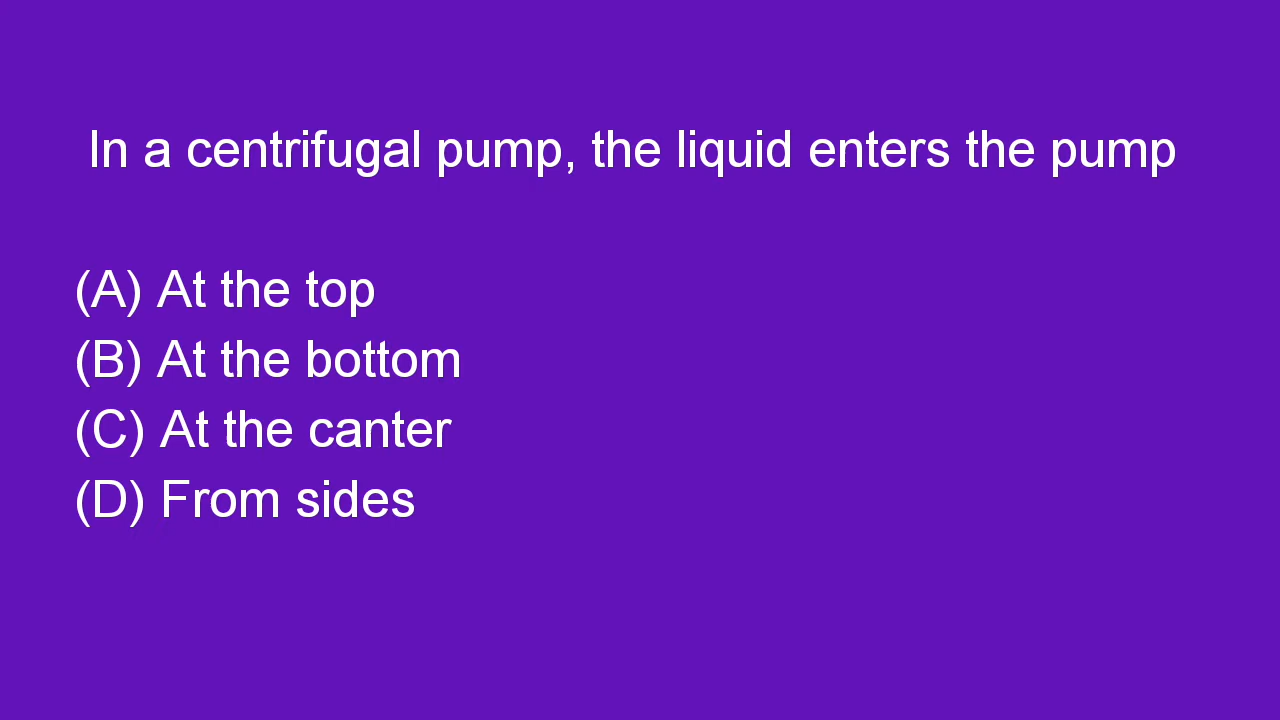 In a centrifugal pump, the liquid enters the pump
(A) At the top
(B) At the bottom
(C) At the canter
(D) From sides